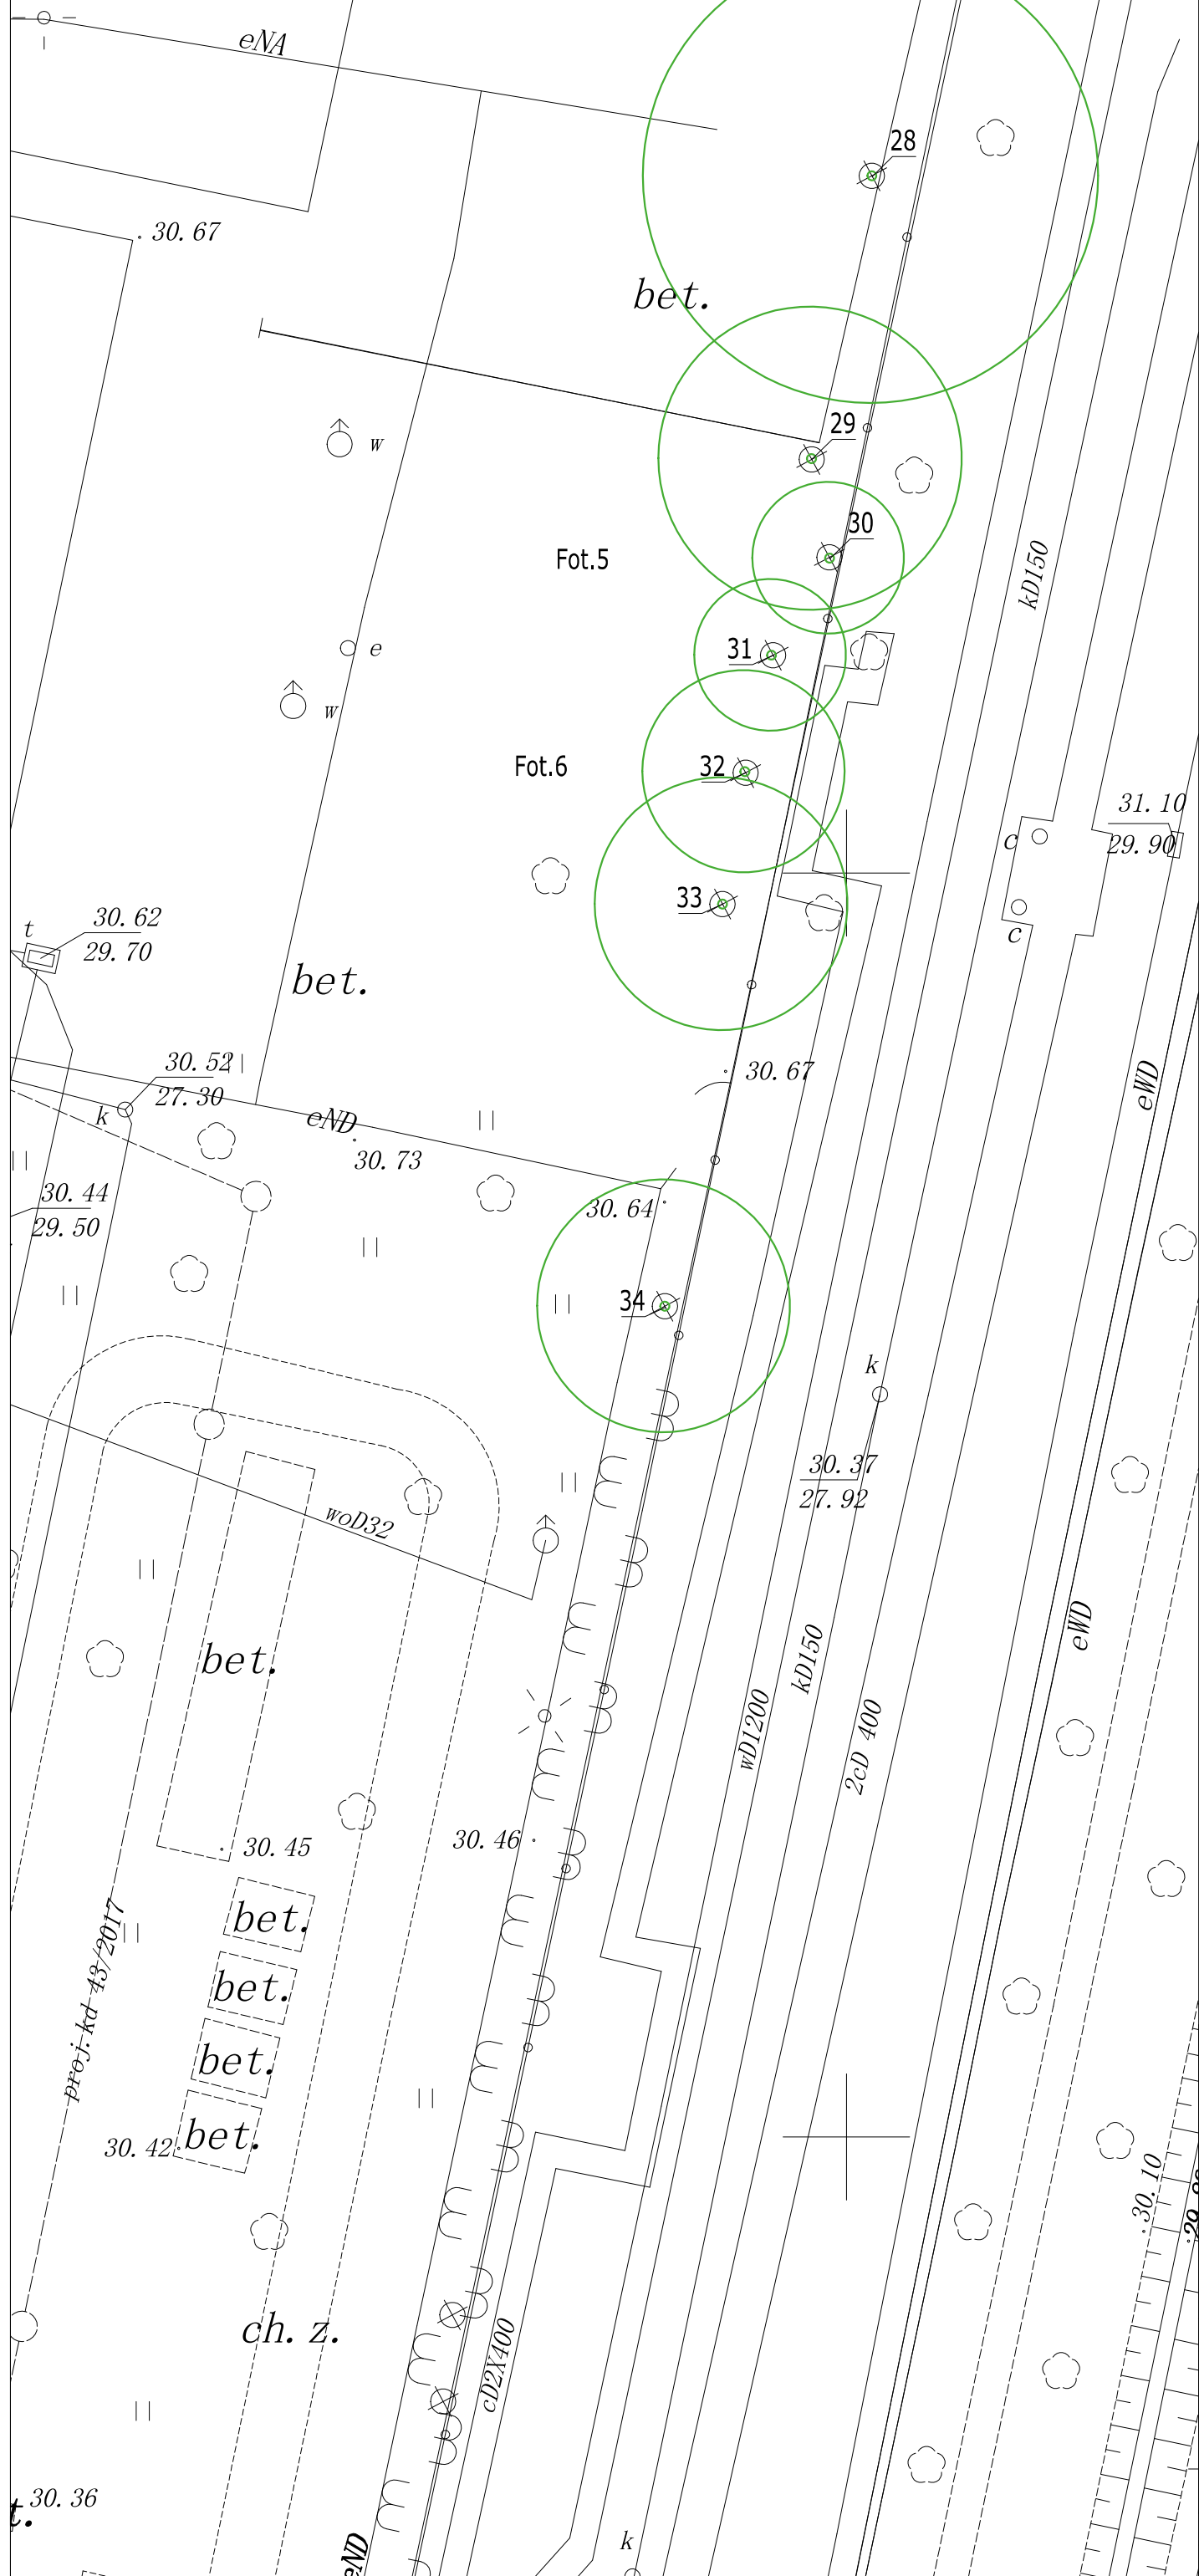 eNA
28
30.67
bet.
29
w
30
Fot.5
kD150
e
31
w
Fot.6
32
31.10
c
29.90
33
30.62
t
c
29.70
bet.
30.52
30.67
27.30
eWD
k
eND
30.73
30.44
30.64
29.50
34
k
30.37
27.92
woD32
eWD
bet.
kD150
wD1200
2cD 400
30.46
30.45
bet.
proj.kd 43/2017
bet.
bet.
bet.
30.42
30.10
ch.z.
cD2X400
30.36
t.
k
eND